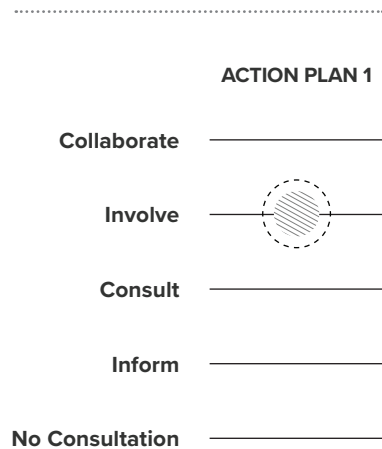 ACTION PLAN 1
Collaborate
Involve
Consult
Inform
No Consultation